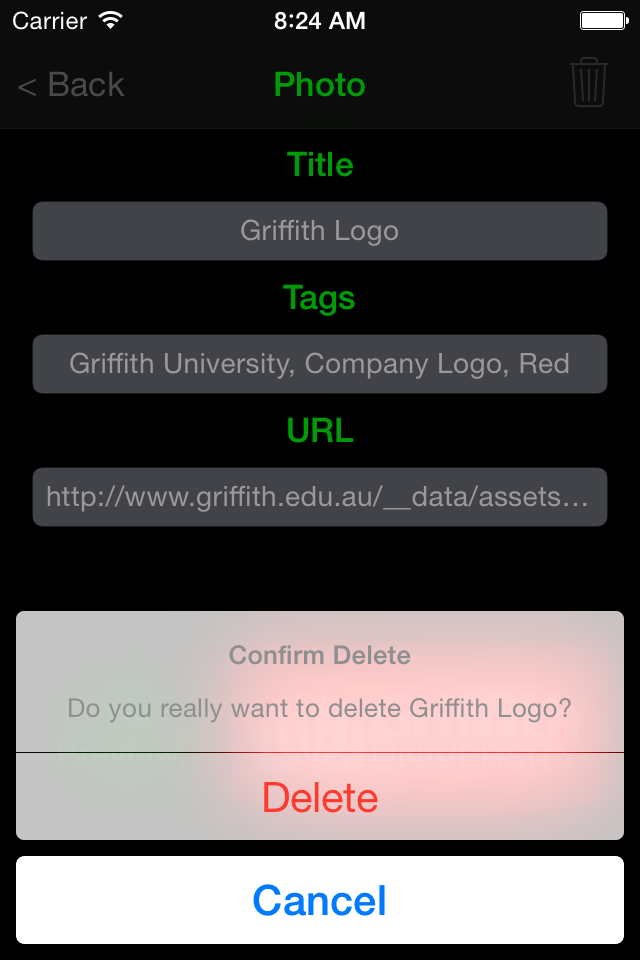 Carrier 8:24 AM
< Back Photo
Title
Griffith Logo
Tags
Griffith University, Company Logo, Red
URL
http://www.griffith.edu.au/__data/assets...
Confirm Delete
Do you really want to delete Griffith Logo?
Delete
Cancel